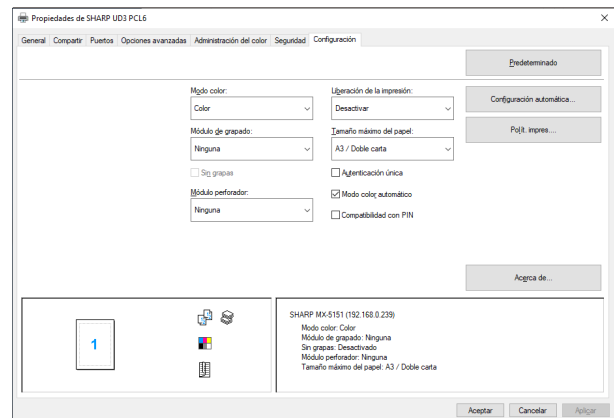 Propiedades de SHARP UD3 PCL6
General Compartir Puertos Opciones avanzadas Administración del color Seguridad Configuración
Predeterminado
Modo color:
Color
Liberación de la impresión:
Desactivar
Configuración automática...
Módulo de grapado:
Ninguna
Tamaño máximo del papel:
A3 / Doble carta
Polít. impres....
Sin grapas
Autenticación única
Módulo perforador:
Ninguna
Modo color automático
Compatibilidad con PIN
Acerca de...
1
SHARP MX-5151 (192.168.0.239)
Modo color: Color
Módulo de grapado: Ninguna
Sin grapas: Desactivado
Módulo perforador: Ninguna
Tamaño máximo del papel: A3 / Doble carta
Aceptar Cancelar Aplicar